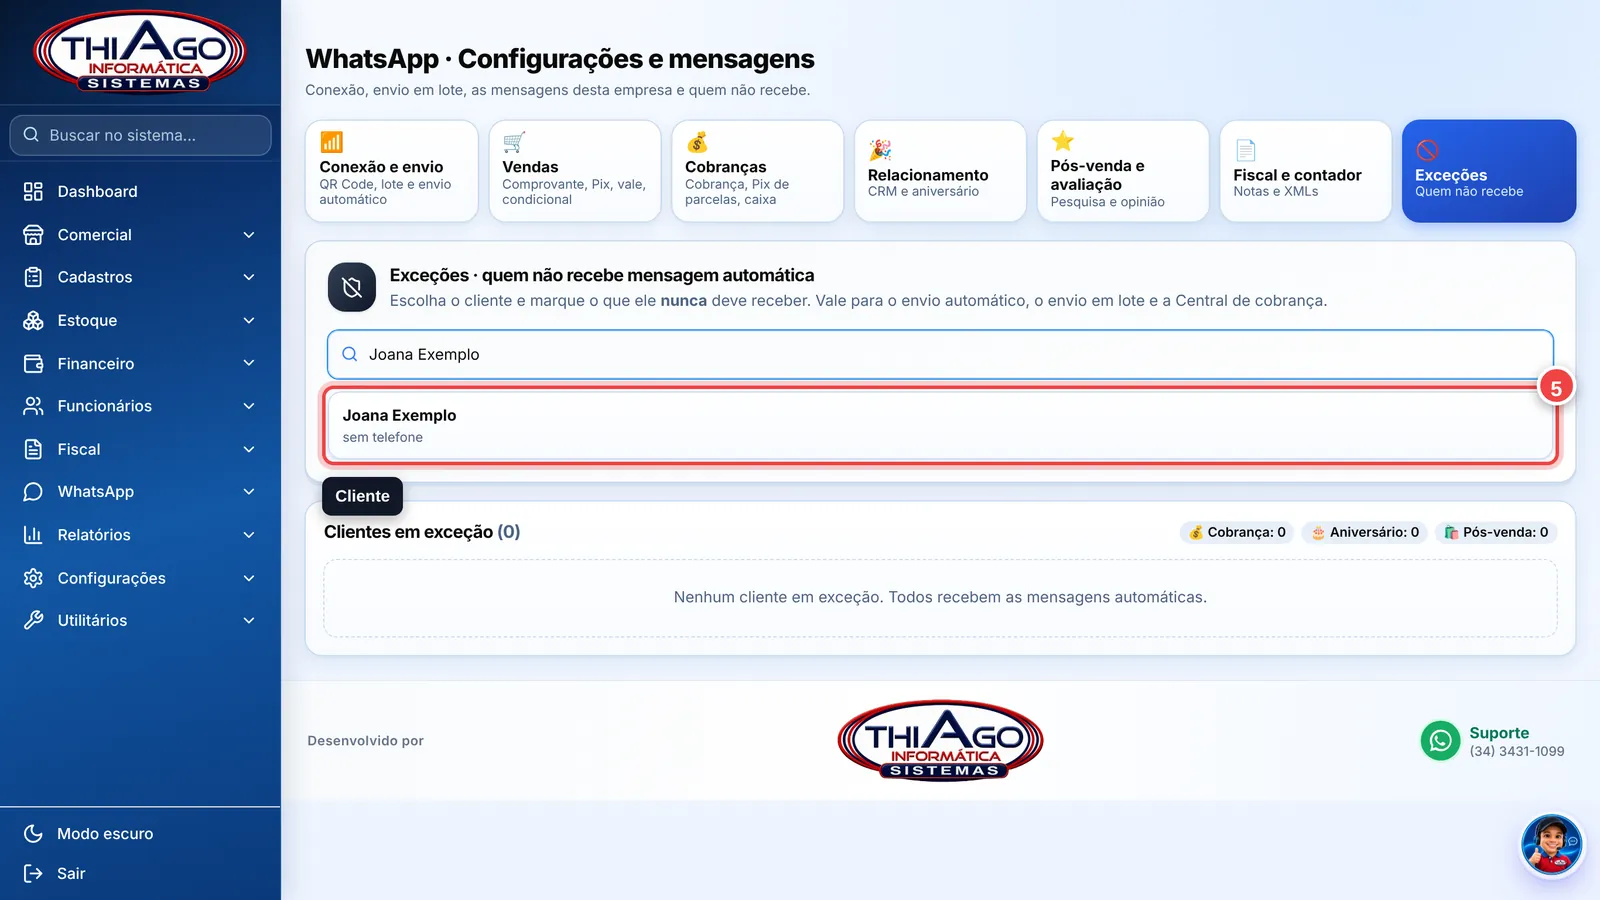 THIAGO
INFORMÁTICA
SISTEMAS
Buscar no sistema...
Dashboard
Comercial
Cadastros
Estoque
Financeiro
Funcionários
Fiscal
WhatsApp
Relatórios
Configurações
Utilitários
Modo escuro
Sair
WhatsApp · Configurações e mensagens
Conexão, envio em lote, as mensagens desta empresa e quem não recebe.
Conexão e envio
QR Code, lote e envio
automático
Vendas
Comprovante, Pix, vale,
condicional
Cobranças
Cobrança, Pix de
parcelas, caixa
Relacionamento
CRM e aniversário
Pós-venda e
avaliação
Pesquisa e opinião
Fiscal e contador
Notas e XMLs
Exceções
Quem não recebe
Exceções · quem não recebe mensagem automática
Escolha o cliente e marque o que ele nunca deve receber. Vale para o envio automático, o envio em lote e a Central de cobrança.
Joana Exemplo
5
Joana Exemplo
sem telefone
Cliente
Clientes em exceção (0)
Cobrança: 0
Aniversário: 0
Pós-venda: 0
Nenhum cliente em exceção. Todos recebem as mensagens automáticas.
Desenvolvido por
THIAGO
INFORMÁTICA
SISTEMAS
Suporte
(34) 3431-1099